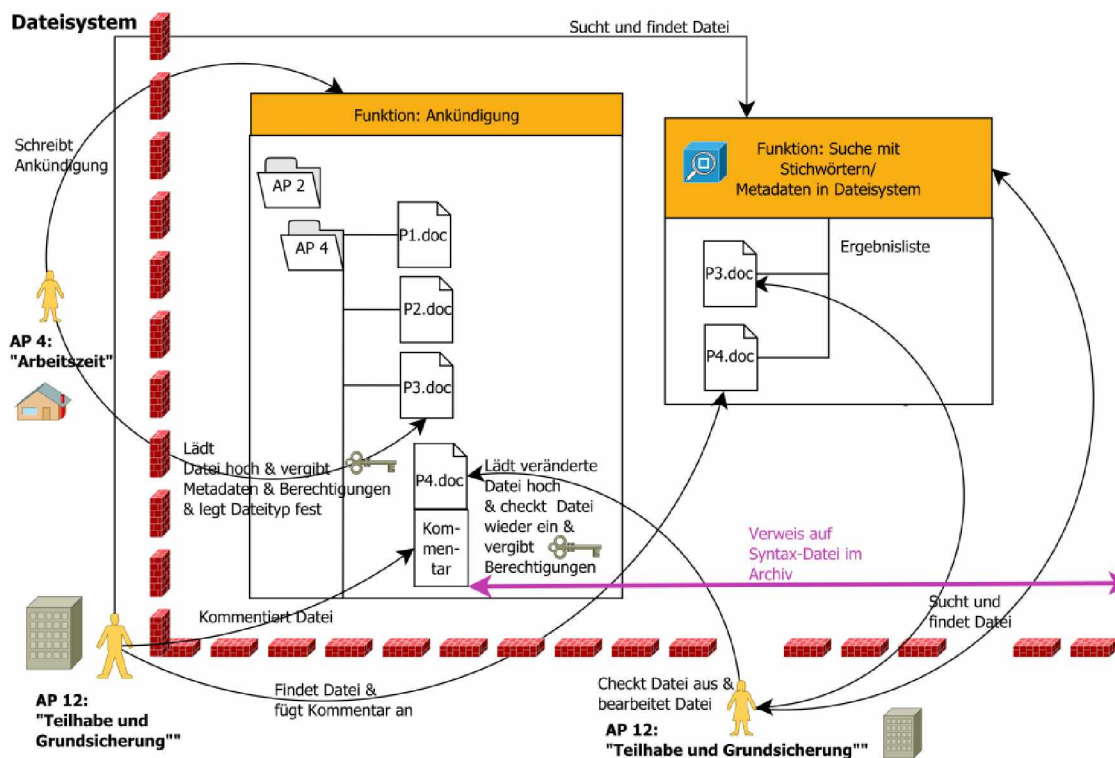 Dateisystem
Sucht und findet Datei
Schreibt
Ankündigung
Funktion: Ankündigung
AP 2
AP 4
P1.doc
P2.doc
P3.doc
P4.doc
Kom-
men-
tar
Funktion: Suche mit
Stichwörtern/
Metadaten in Dateisystem
Ergebnisliste
P3.doc
P4.doc
AP 4:
"Arbeitszeit"
Lädt
Datei hoch & vergibt
Metadaten & Berechtigungen
& legt Dateityp fest
Lädt veränderte
Datei hoch
& checkt Datei
wieder ein &
vergibt
Berechtigungen
Verweis auf
Syntax-Datei im
Archiv
Kommentiert Datei
Sucht und
findet Datei
Findet Datei &
fügt Kommentar an
Checkt Datei aus &
bearbeitet Datei
AP 12:
"Teilhabe und
Grundsicherung""
AP 12:
"Teilhabe und Grundsicherung""